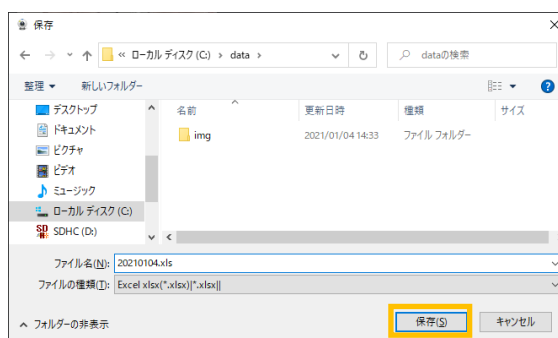 保存
« ローカル ディスク (C:) › data ›
dataの検索
整理 新しいフォルダー
名前 更新日時 種類 サイズ
デスクトップ
ドキュメント
ピクチャ
ビデオ
ミュージック
ローカル ディスク (C:)
SDHC (D:)
img 2021/01/04 14:33 ファイル フォルダー
ファイル名(N): 20210104.xls
ファイルの種類(T): Excel xlsx(*.xlsx)|*.xlsx||
フォルダーの非表示
保存(S) キャンセル